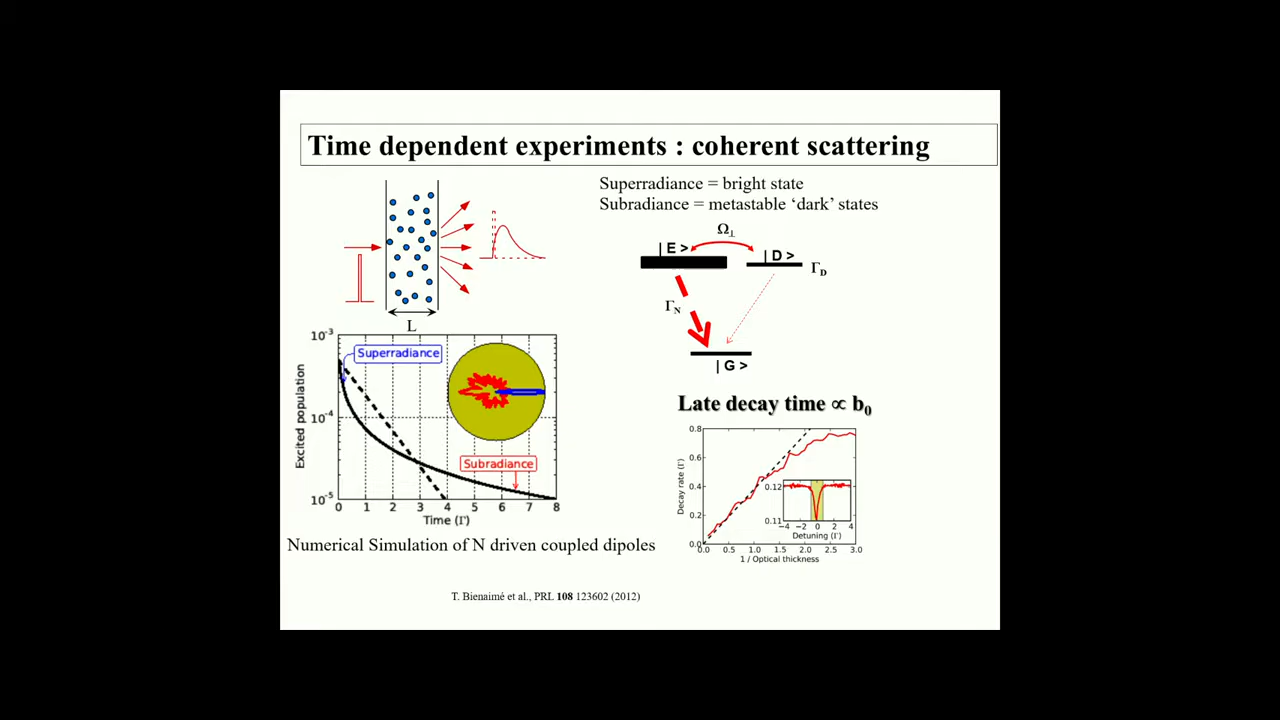 Time dependent experiments : coherent scattering
Superradiance = bright state
Subradiance = metastable ‘dark’ states
Ω⊥
| E >
| D >
Γ_D
Γ_N
| G >
L
10^-3
10^-4
10^-5
Excited population
Superradiance
Subradiance
0 1 2 3 4 5 6 7 8
Time (Γ)
Numerical Simulation of N driven coupled dipoles
Late decay time ∝ b₀
0.8
0.6
0.4
0.2
0.0
Decay rate (Γ)
0.12
0.11
−4 −2 0 2 4
Detuning (Γ)
0.0 0.5 1.0 1.5 2.0 2.5 3.0
1 / Optical thickness
T. Bienaimé et al., PRL 108 123602 (2012)